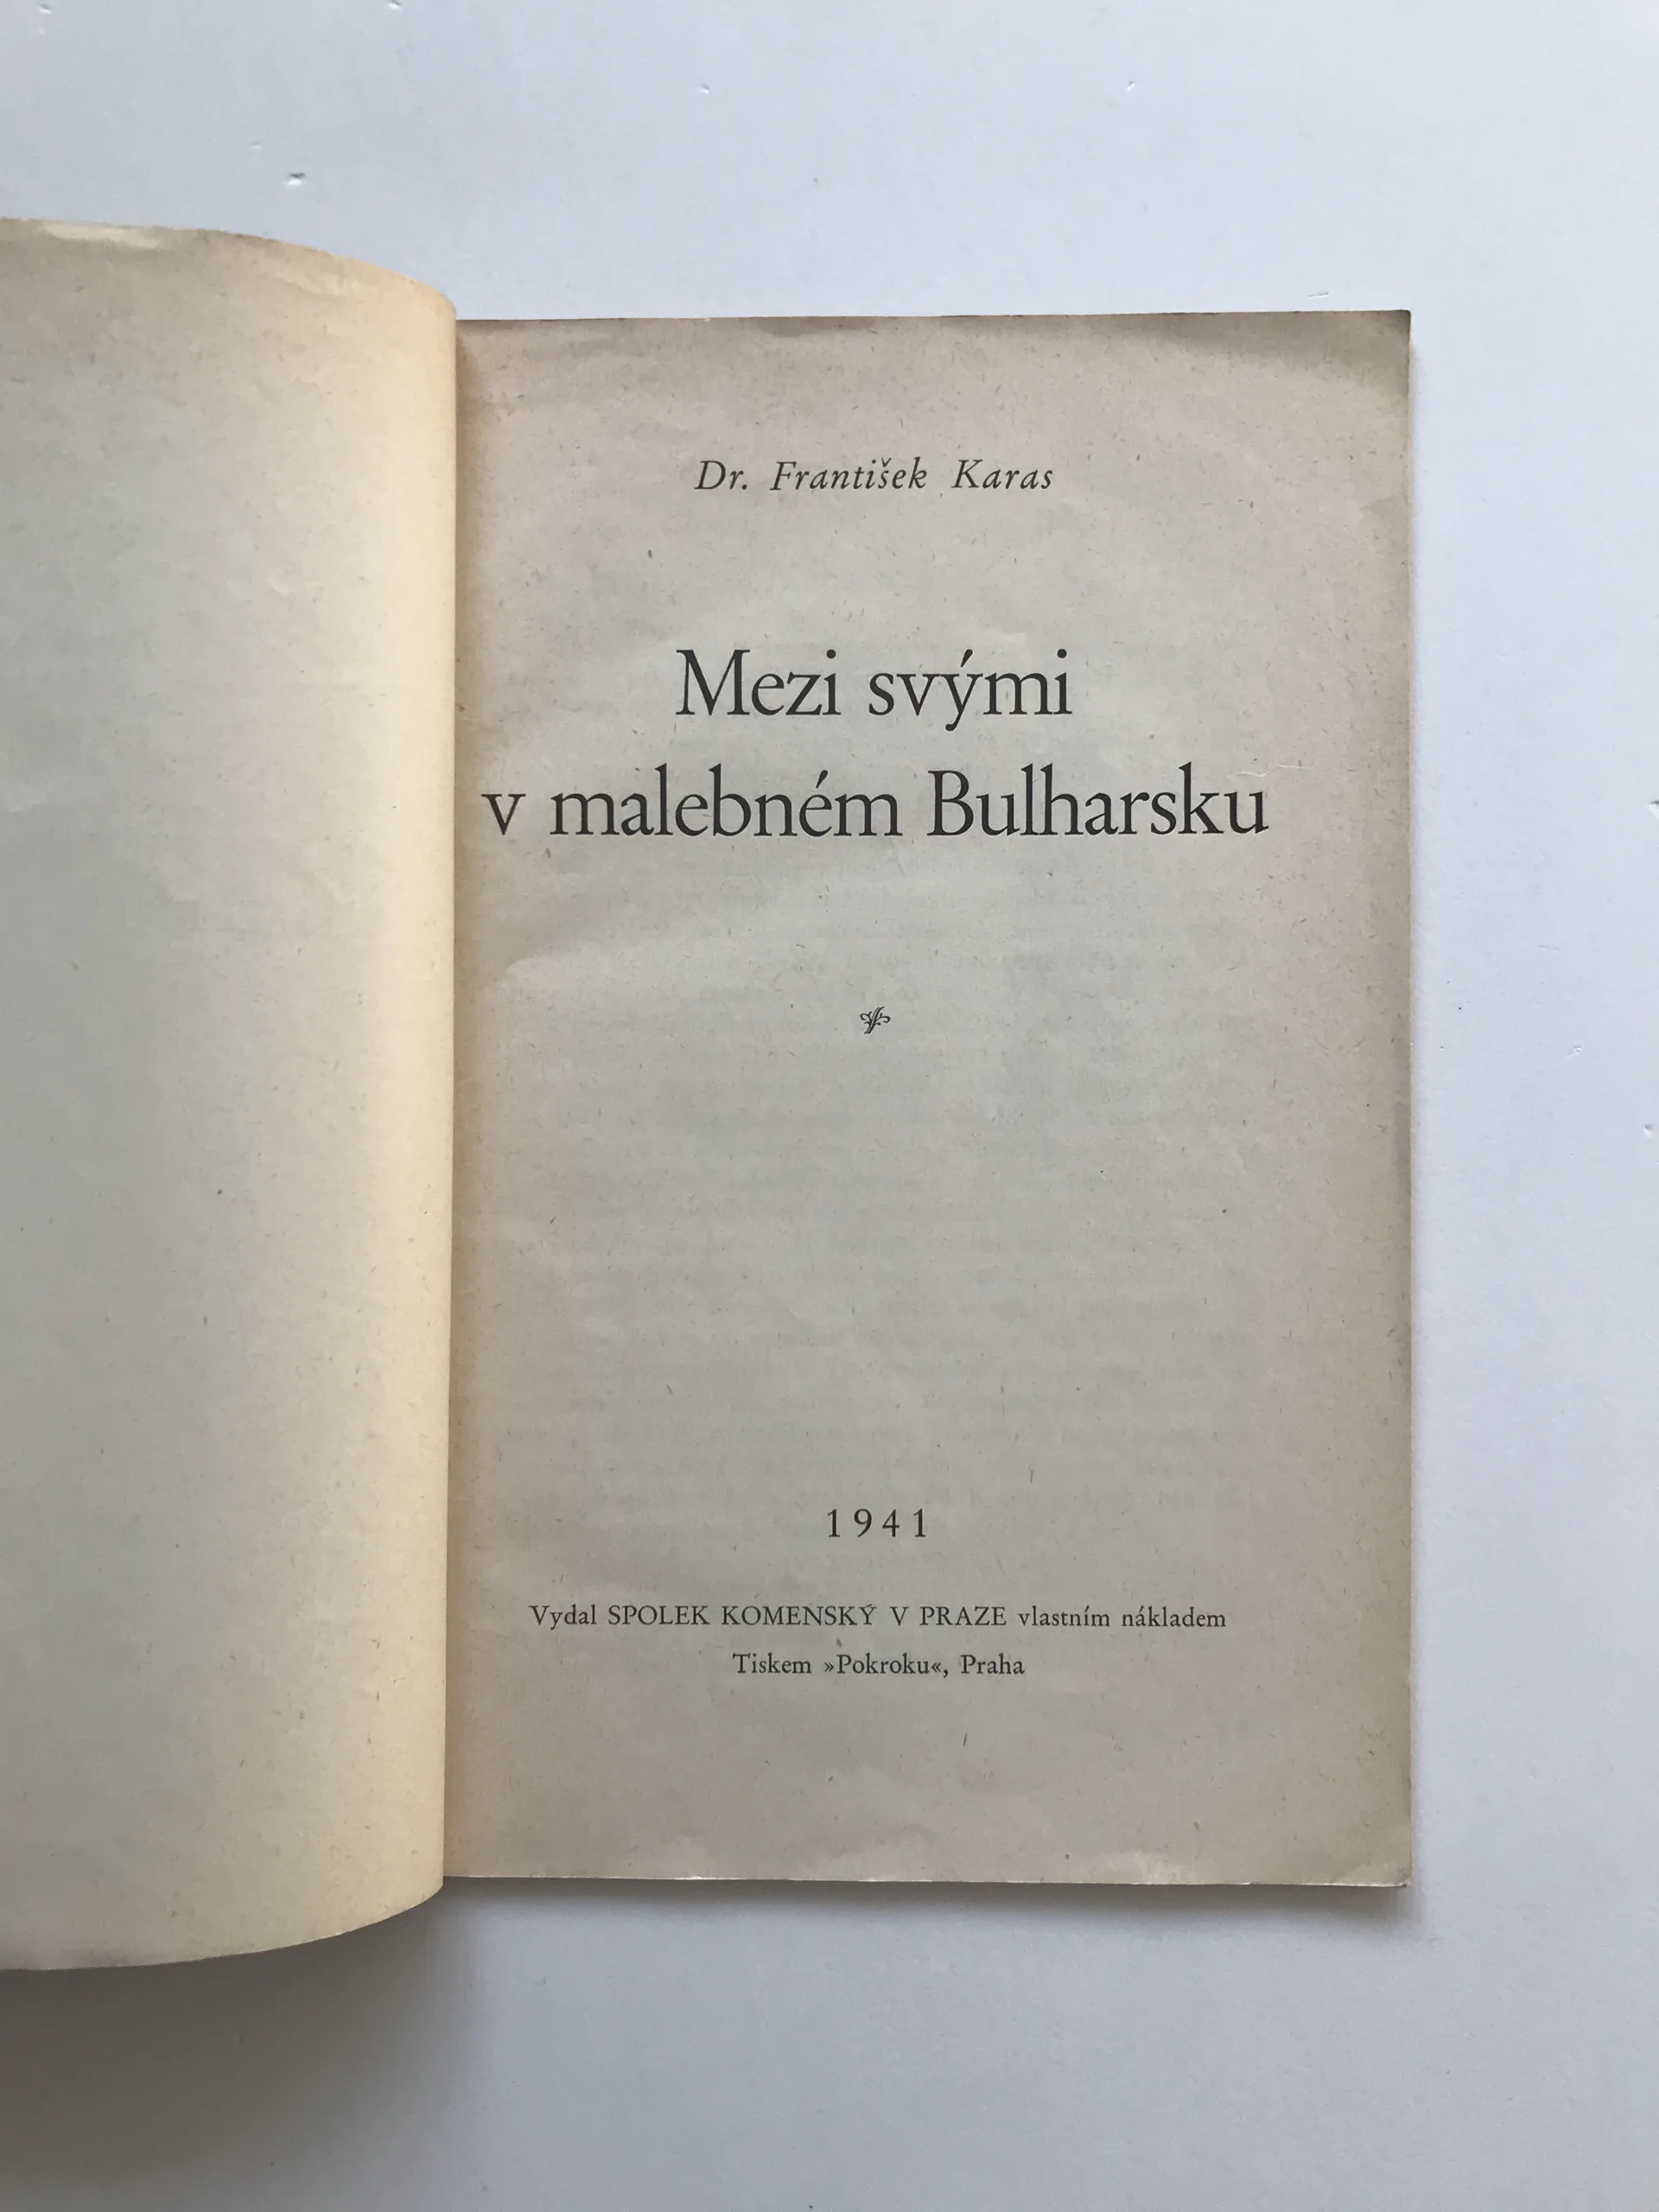 Dr. František Karas
Mezi svými
v malebném Bulharsku
1941
Vydal SPOLEK KOMENSKÝ V PRAZE vlastním nákladem
Tiskem »Pokroku«, Praha